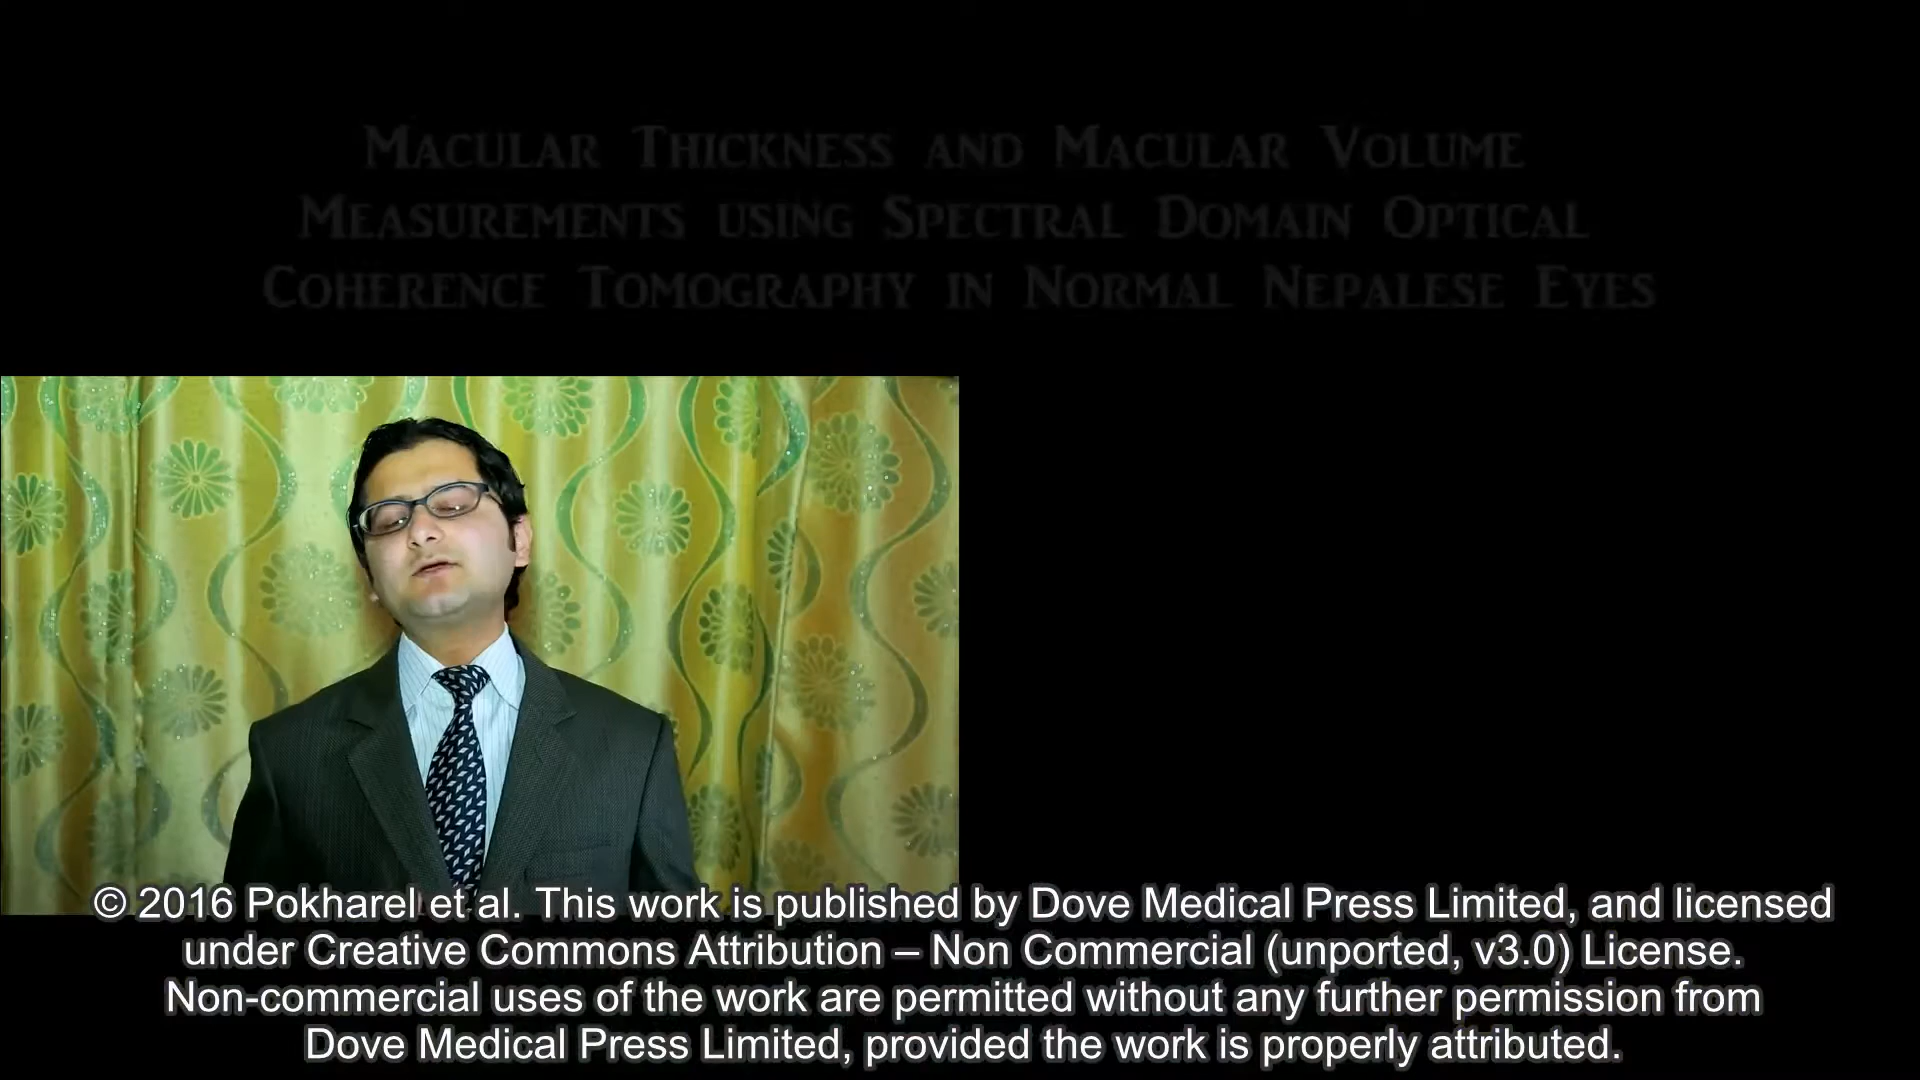 Macular Thickness and Macular Volume
Measurements using Spectral Domain Optical
Coherence Tomography in Normal Nepalese Eyes
© 2016 Pokharel et al. This work is published by Dove Medical Press Limited, and licensed
under Creative Commons Attribution – Non Commercial (unported, v3.0) License.
Non-commercial uses of the work are permitted without any further permission from
Dove Medical Press Limited, provided the work is properly attributed.